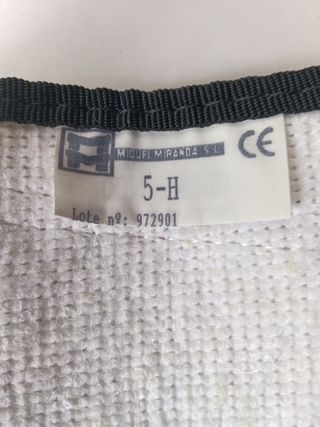 MIGUEL MIRANDA S.L.
CE
5-H
Lote nº: 972901